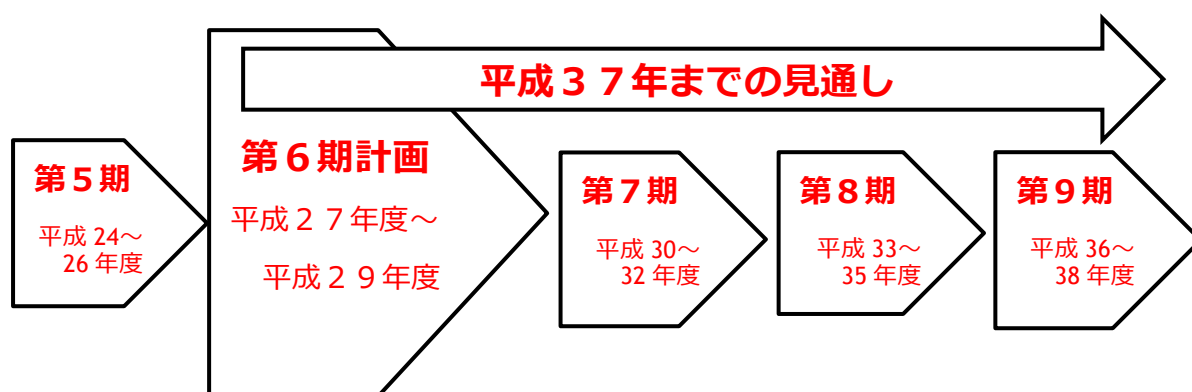 平成３７年までの見通し
第５期
平成 24～
26 年度
第６期計画
平成２７年度～
平成２９年度
第７期
平成 30～
32 年度
第８期
平成 33～
35 年度
第９期
平成 36～
38 年度